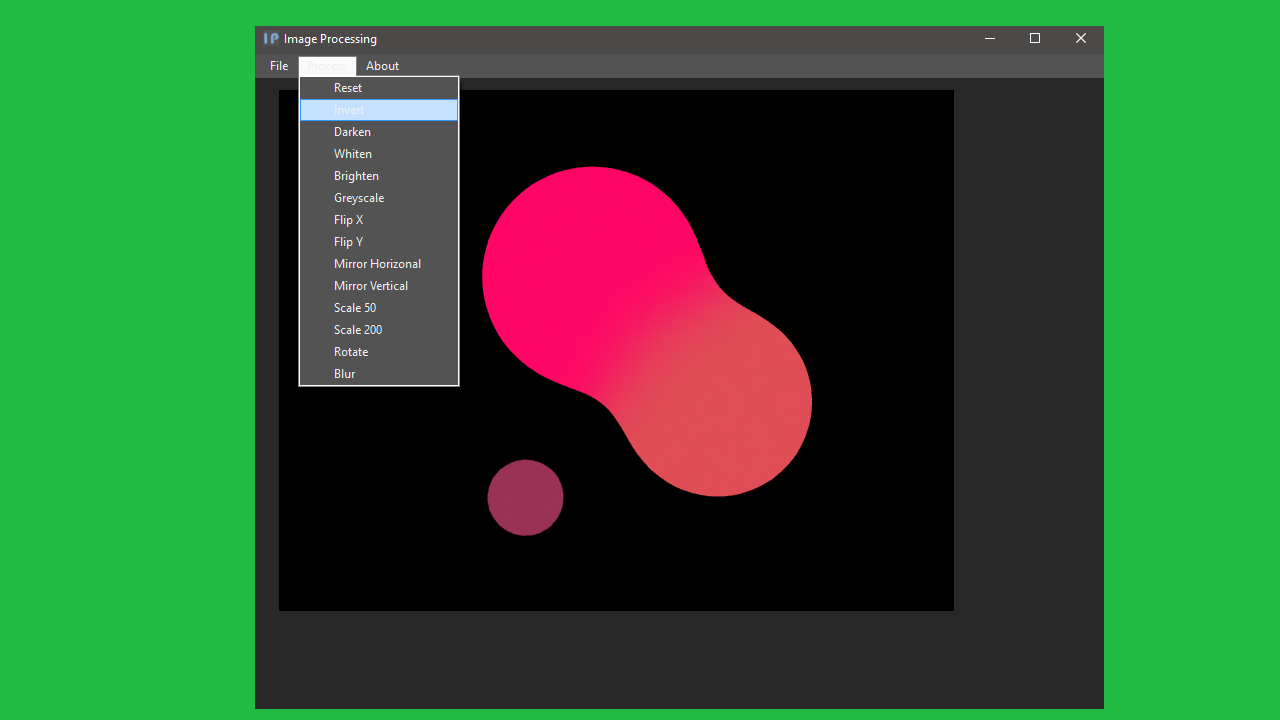 IP Image Processing
File Process About
Reset
Invert
Darken
Whiten
Brighten
Greyscale
Flip X
Flip Y
Mirror Horizonal
Mirror Vertical
Scale 50
Scale 200
Rotate
Blur